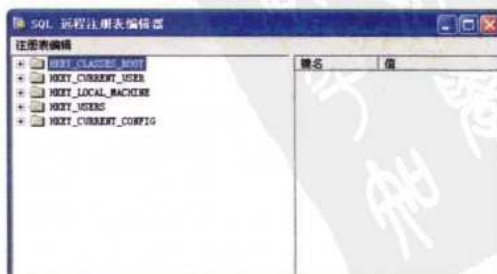 SQL 远程注册表编辑器
注册表编辑
HKEY_CLASSES_ROOT
HKEY_CURRENT_USER
HKEY_LOCAL_MACHINE
HKEY_USERS
HKEY_CURRENT_CONFIG
键名 值